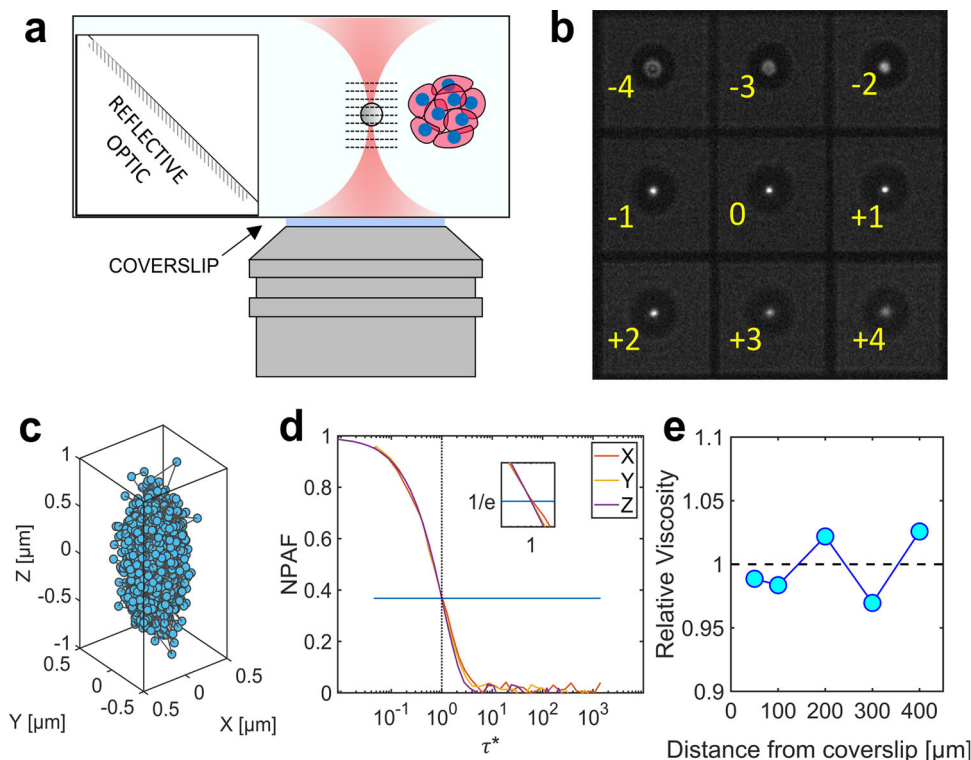 a
REFLECTIVE
OPTIC
COVERSLIP
b
-4
-3
-2
-1
0
+1
+2
+3
+4
c
1
0.5
0
-0.5
-1
Z [µm]
0.5
0
-0.5
Y [µm]
0.5
0
0.5
X [µm]
d
1
0.8
0.6
0.4
0.2
0
NPAF
10⁻¹
10⁰
10¹
10²
10³
τ*
1/e
1
X
Y
Z
e
1.1
1.05
1
0.95
0.9
Relative Viscosity
0
100
200
300
400
Distance from coverslip [µm]